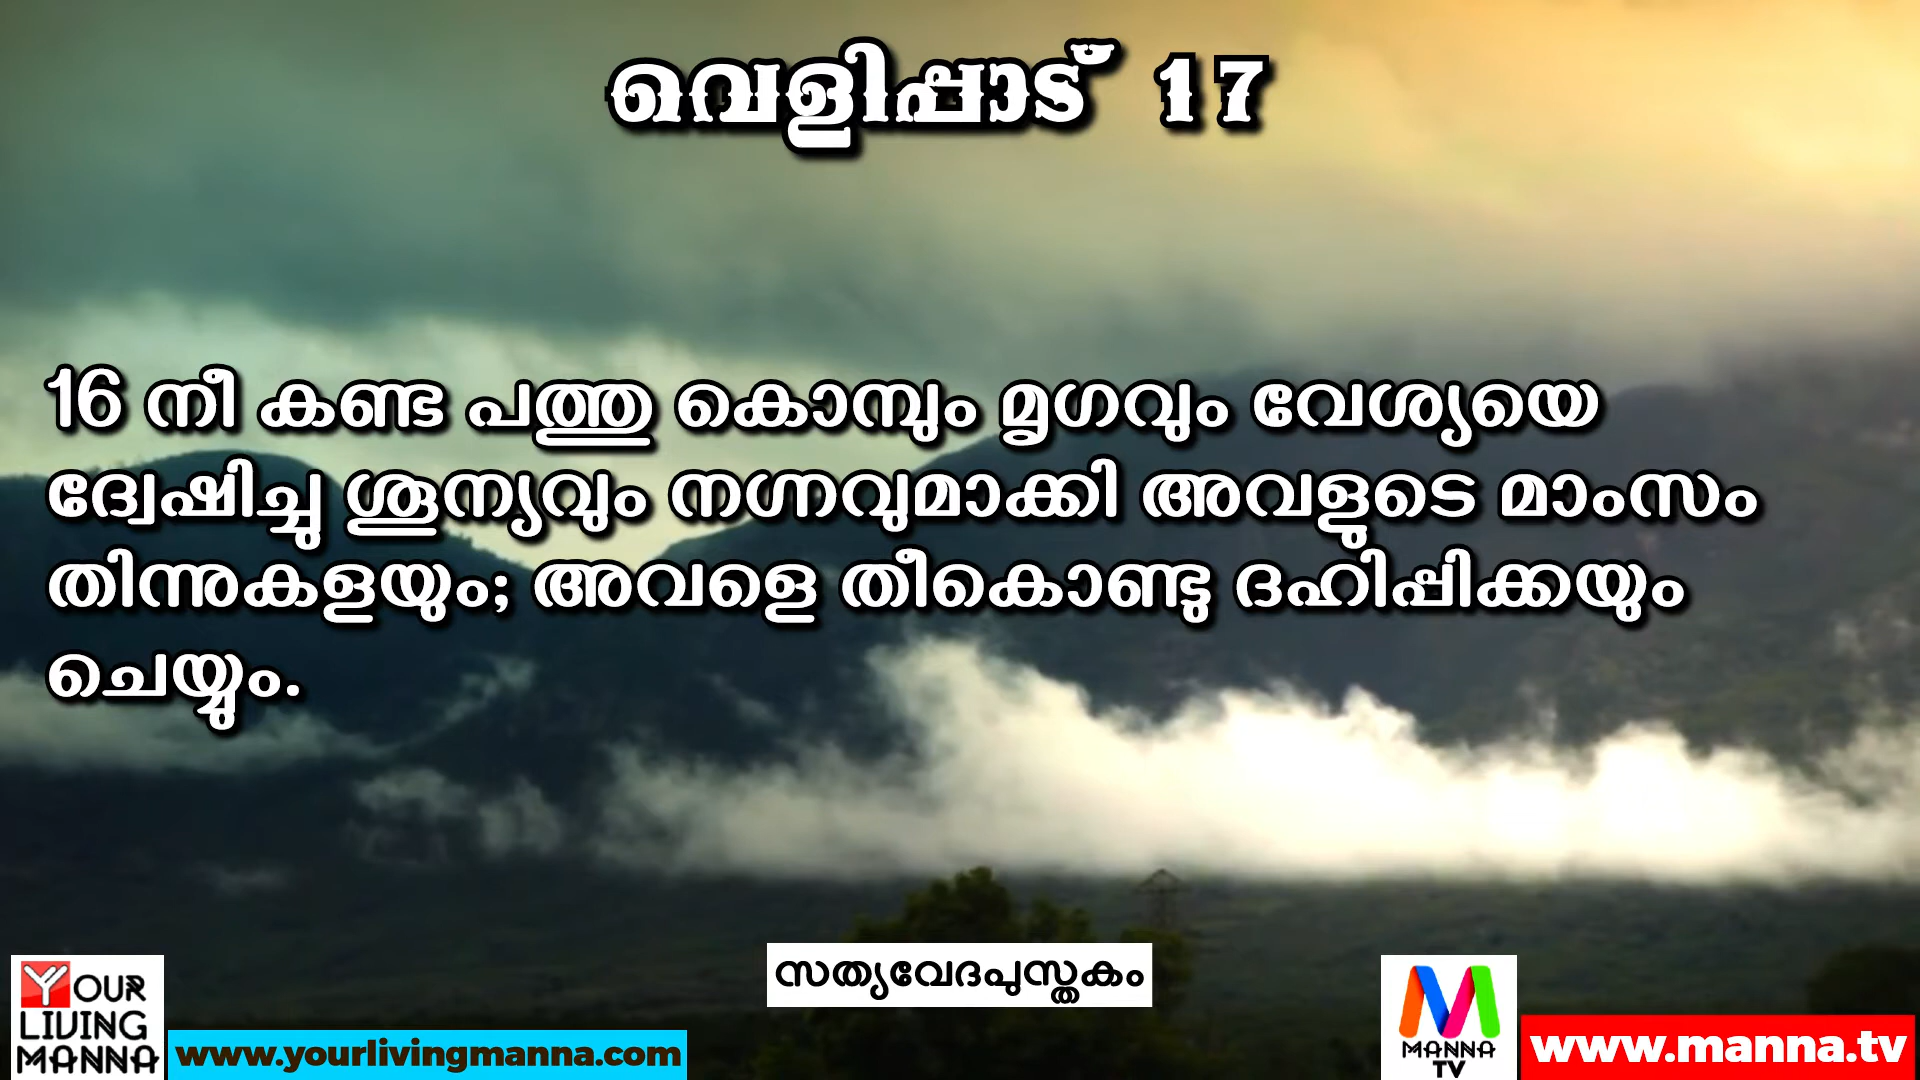 വെളിപ്പാട് 17
16 നീ കണ്ട പത്തു കൊമ്പും മൃഗവും വേശ്യയെ
ദ്വേഷിച്ചു ശൂന്യവും നഗ്നവുമാക്കി അവളുടെ മാംസം
തിന്നുകളയും; അവളെ തീകൊണ്ടു ദഹിപ്പിക്കയും
ചെയ്യും.
സത്യവേദപുസ്തകം
YOUR
LIVING
MANNA
www.yourlivingmanna.com
MANNA
TV
www.manna.tv